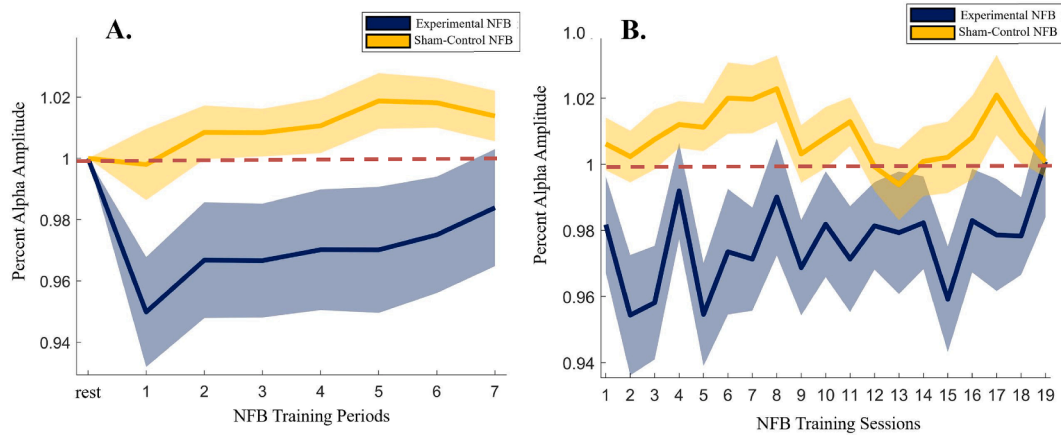 A.
Experimental NFB
Sham-Control NFB
Percent Alpha Amplitude
1.02
1
0.98
0.96
0.94
rest 1 2 3 4 5 6 7
NFB Training Periods
B.
Experimental NFB
Sham-Control NFB
Percent Alpha Amplitude
1.0
1.02
1
0.98
0.96
0.94
1 2 3 4 5 6 7 8 9 10 11 12 13 14 15 16 17 18 19
NFB Training Sessions